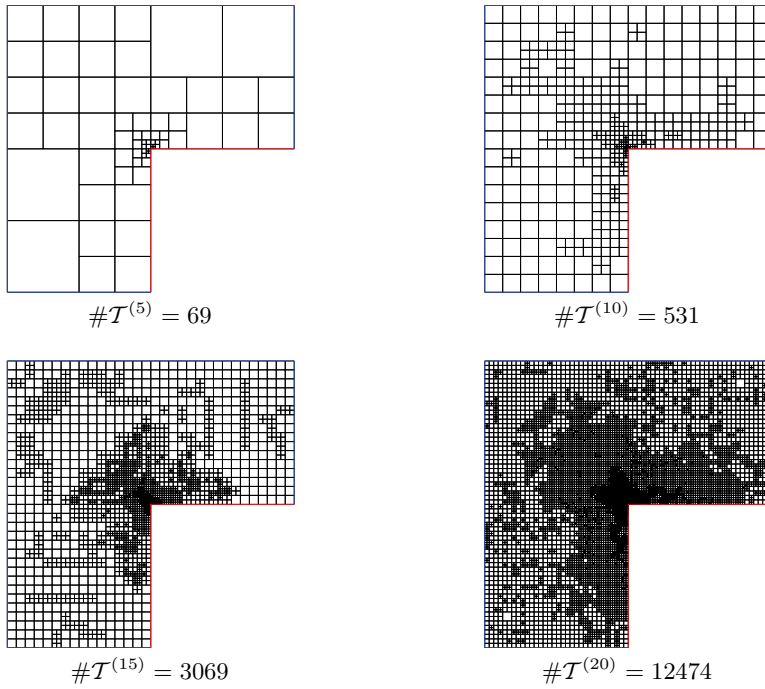 #𝒯⁽⁵⁾ = 69
#𝒯⁽¹⁰⁾ = 531
#𝒯⁽¹⁵⁾ = 3069
#𝒯⁽²⁰⁾ = 12474